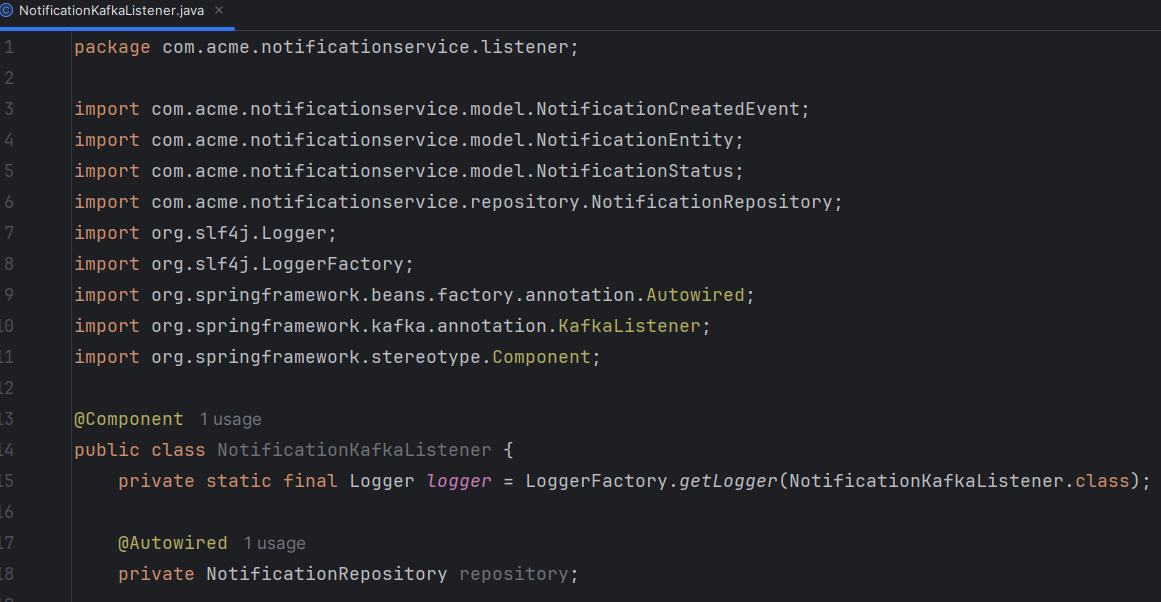 NotificationKafkaListener.java
1 package com.acme.notificationservice.listener;
2
3 import com.acme.notificationservice.model.NotificationCreatedEvent;
4 import com.acme.notificationservice.model.NotificationEntity;
5 import com.acme.notificationservice.model.NotificationStatus;
6 import com.acme.notificationservice.repository.NotificationRepository;
7 import org.slf4j.Logger;
8 import org.slf4j.LoggerFactory;
9 import org.springframework.beans.factory.annotation.Autowired;
10 import org.springframework.kafka.annotation.KafkaListener;
11 import org.springframework.stereotype.Component;
12
13 @Component 1 usage
14 public class NotificationKafkaListener {
15 private static final Logger logger = LoggerFactory.getLogger(NotificationKafkaListener.class);
16
17 @Autowired 1 usage
18 private NotificationRepository repository;